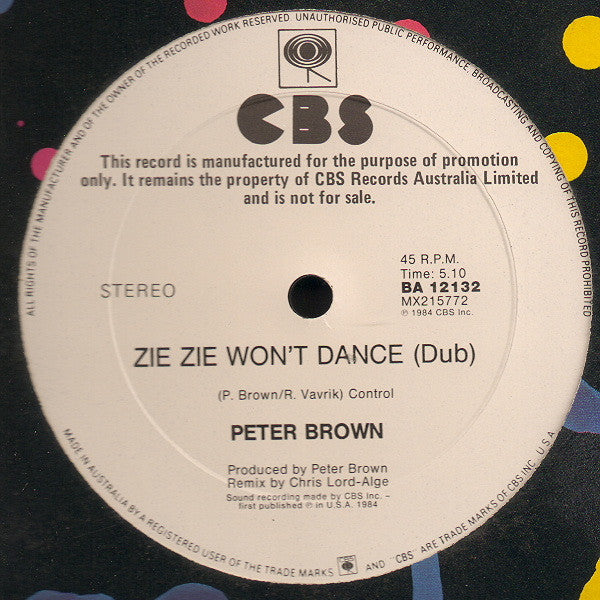 ALL RIGHTS OF THE MANUFACTURER AND OF THE OWNER OF THE RECORDED WORK RESERVED. UNAUTHORISED PUBLIC PERFORMANCE, BROADCASTING AND COPYING OF THIS RECORD PROHIBITED
CBS
This record is manufactured for the purpose of promotion
only. It remains the property of CBS Records Australia Limited
and is not for sale.
STEREO
45 R.P.M.
Time: 5.10
BA 12132
MX215772
℗ 1984 CBS Inc.
ZIE ZIE WON'T DANCE (Dub)
(P. Brown/R. Vavrik) Control
PETER BROWN
Produced by Peter Brown
Remix by Chris Lord-Alge
Sound recording made by CBS Inc. –
first published ℗ in U.S.A. 1984
MADE IN AUSTRALIA BY A REGISTERED USER OF THE TRADE MARKS AND "CBS" ARE TRADE MARKS OF CBS INC. U.S.A.